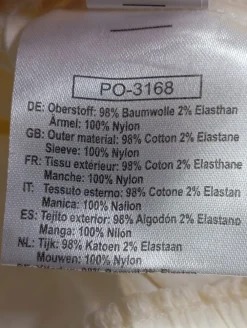 PO-3168
DE: Oberstoff: 98% Baumwolle 2% Elasthan
Ärmel: 100% Nylon
GB: Outer material: 98% Cotton 2% Elastane
Sleeve: 100% Nylon
FR: Tissu extérieur: 98% Coton 2% Elasthane
Manche: 100% Nylon
IT: Tessuto esterno: 98% Cotone 2% Elastan
Manica: 100% Nailon
ES: Tejito exterior: 98% Algodón 2% Elastano
Manga: 100% Nilon
NL: Tijk: 98% Katoen 2% Elastaan
Mouwen: 100% Nylon